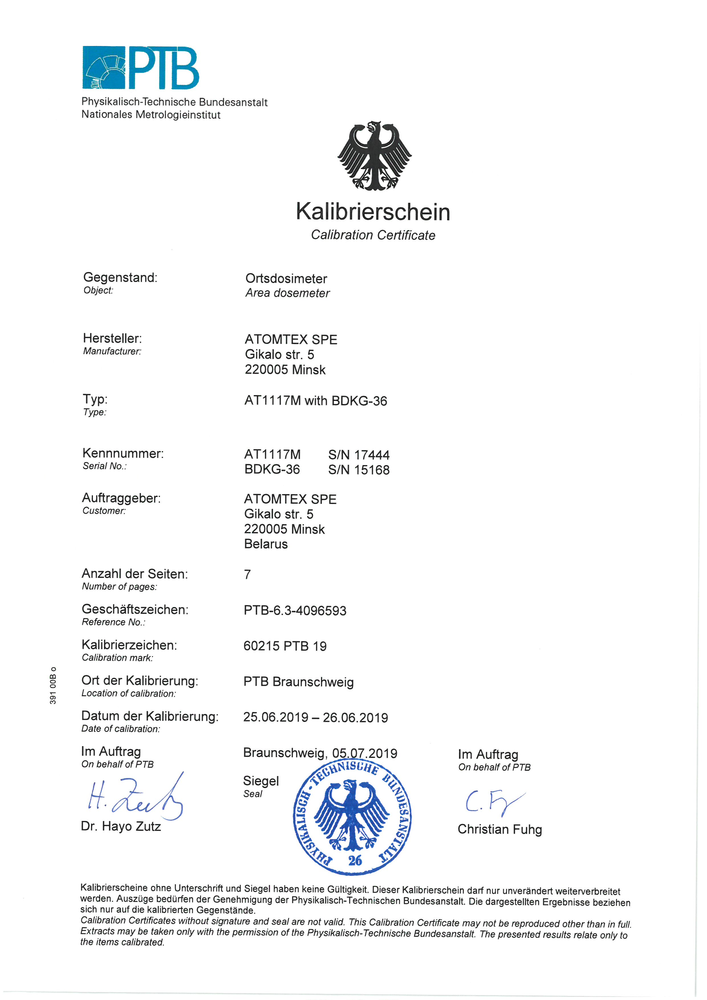 PTB
Physikalisch-Technische Bundesanstalt
Nationales Metrologieinstitut
Kalibrierschein
Calibration Certificate
Gegenstand: Ortsdosimeter
Object: Area dosemeter
Hersteller: ATOMTEX SPE
Manufacturer: Gikalo str. 5
220005 Minsk
Typ: AT1117M with BDKG-36
Type:
Kennnummer: AT1117M S/N 17444
Serial No.: BDKG-36 S/N 15168
Auftraggeber: ATOMTEX SPE
Customer: Gikalo str. 5
220005 Minsk
Belarus
Anzahl der Seiten: 7
Number of pages:
Geschäftszeichen: PTB-6.3-4096593
Reference No.:
Kalibrierzeichen: 60215 PTB 19
Calibration mark:
Ort der Kalibrierung: PTB Braunschweig
Location of calibration:
Datum der Kalibrierung: 25.06.2019 – 26.06.2019
Date of calibration:
391 00B o
Im Auftrag Braunschweig, 05.07.2019 Im Auftrag
On behalf of PTB On behalf of PTB
Siegel
Seal
PHYSIKALISCH-TECHNISCHE BUNDESANSTALT
26
H. Zutz C. Fg
Dr. Hayo Zutz Christian Fuhg
Kalibrierscheine ohne Unterschrift und Siegel haben keine Gültigkeit. Dieser Kalibrierschein darf nur unverändert weiterverbreitet
werden. Auszüge bedürfen der Genehmigung der Physikalisch-Technischen Bundesanstalt. Die dargestellten Ergebnisse beziehen
sich nur auf die kalibrierten Gegenstände.
Calibration Certificates without signature and seal are not valid. This Calibration Certificate may not be reproduced other than in full.
Extracts may be taken only with the permission of the Physikalisch-Technische Bundesanstalt. The presented results relate only to
the items calibrated.